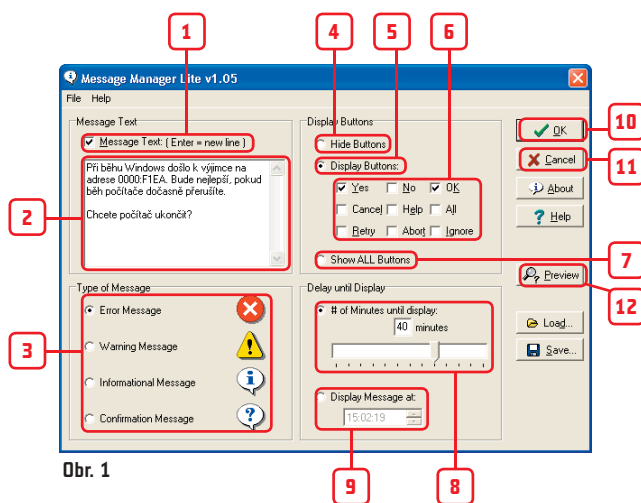 1
4
5
6
Message Manager Lite v1.05
File Help
Message Text
Message Text: ( Enter = new line )
Při běhu Windows došlo k výjimce na
adrese 0000:F1EA. Bude nejlepší, pokud
běh počítače dočasně přerušíte.
Chcete počítač ukončit?
2
Display Buttons
Hide Buttons
Display Buttons:
Yes No OK
Cancel Help All
Retry Abort Ignore
Show ALL Buttons
7
OK
10
Cancel
11
About
Help
Preview
12
Load...
Save...
Type of Message
Error Message
Warning Message
Informational Message
Confirmation Message
3
Delay until Display
# of Minutes until display:
40 minutes
Display Message at:
15:02:19
Obr. 1
9
8